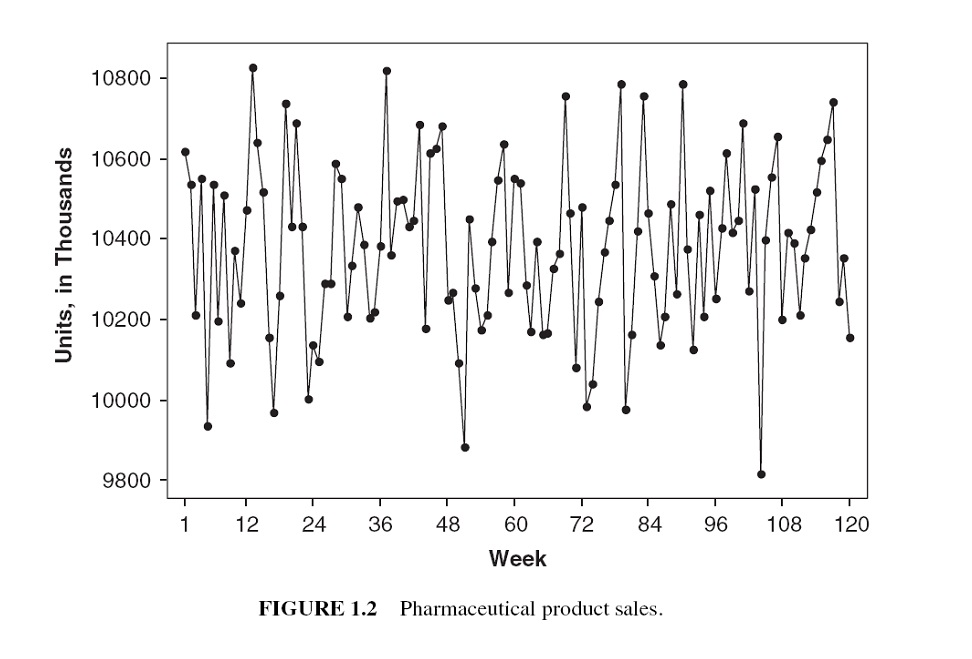 10800
10600
10400
10200
10000
9800
Units, in Thousands
1 12 24 36 48 60 72 84 96 108 120
Week
FIGURE 1.2 Pharmaceutical product sales.